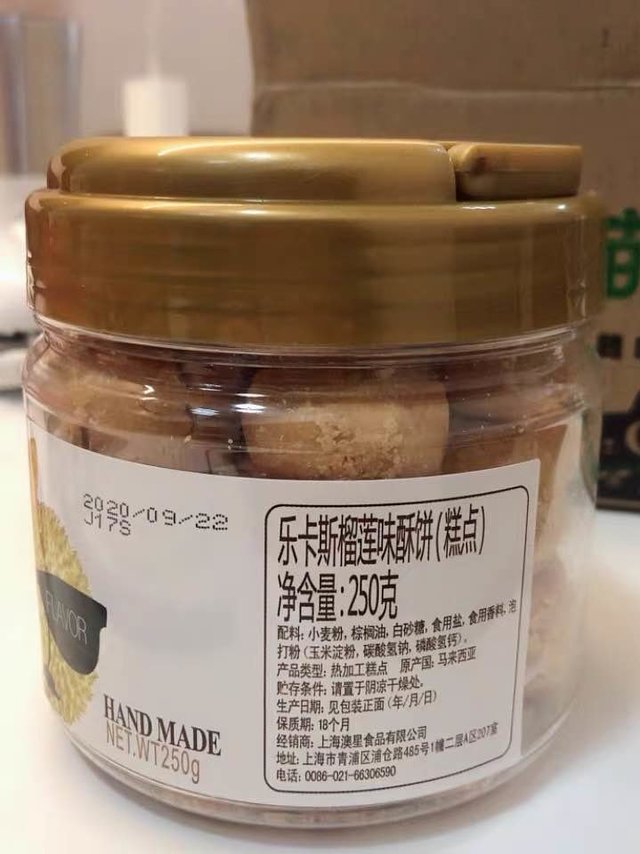 2020/09/22
J17S
FLAVOR
HAND MADE
NET.WT250g
乐卡斯榴莲味酥饼(糕点)
净含量:250克
配料: 小麦粉, 棕榈油, 白砂糖, 食用盐, 食用香料, 泡
打粉(玉米淀粉, 碳酸氢钠, 磷酸氢钙)。
产品类型: 热加工糕点 原产国: 马来西亚
贮存条件: 请置于阴凉干燥处。
生产日期: 见包装正面(年/月/日)
保质期: 18个月
经销商: 上海澳星食品有限公司
地址: 上海市青浦区浦仓路485号1幢二层A区207室
电话: 0086-021-66306590